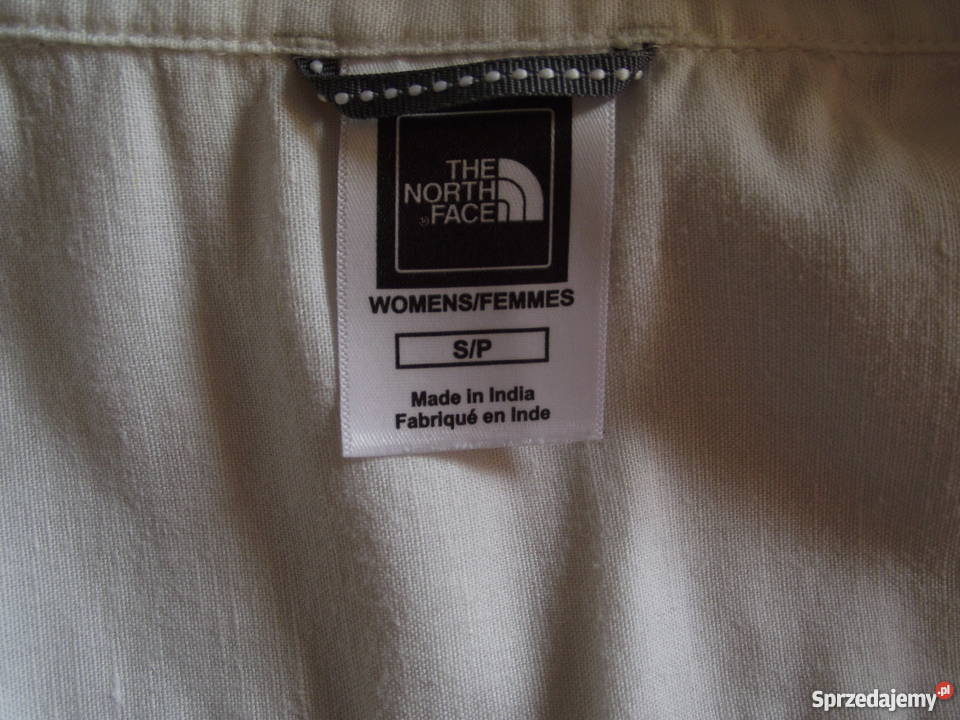 THE
NORTH
FACE®
WOMENS/FEMMES
S/P
Made in India
Fabriqué en Inde
Sprzedajemy.pl